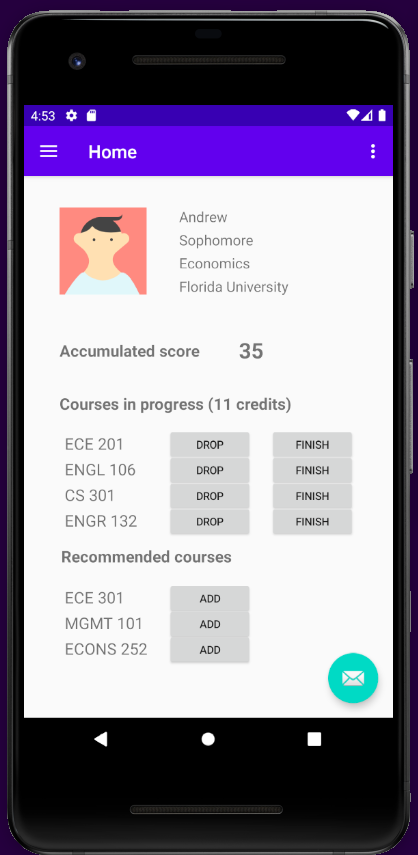 4:53
Home
Andrew
Sophomore
Economics
Florida University
Accumulated score 35
Courses in progress (11 credits)
ECE 201 DROP FINISH
ENGL 106 DROP FINISH
CS 301 DROP FINISH
ENGR 132 DROP FINISH
Recommended courses
ECE 301 ADD
MGMT 101 ADD
ECONS 252 ADD